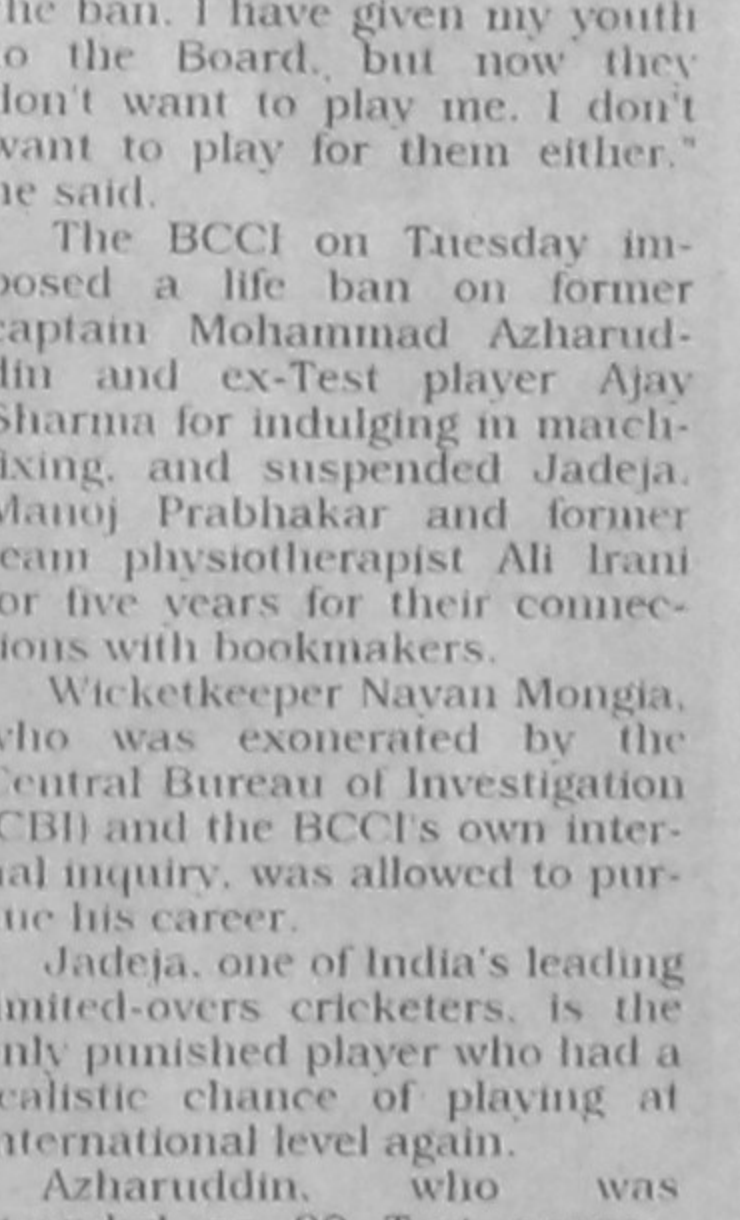 he ban. I have given my youth
o the Board., but now they
don't want to play me. I don't
want to play for them either."
he said.
The BCCI on Tuesday im-
posed a life ban on former
captain Mohammad Azharud-
din and ex-Test player Ajay
Sharma for indulging in match-
ixing, and suspended Jadeja,
Manoj Prabhakar and former
eam physiotherapist Ali Irani
or five years for their connec-
ions with bookmakers.
Wicketkeeper Nayan Mongia,
who was exonerated by the
Central Bureau of Investigation
CBI) and the BCCI's own inter-
nal inquiry, was allowed to pur-
ue his career.
Jadeja, one of India's leading
mited-overs cricketers, is the
nly punished player who had a
ealistic chance of playing at
nternational level again.
Azharuddin, who was